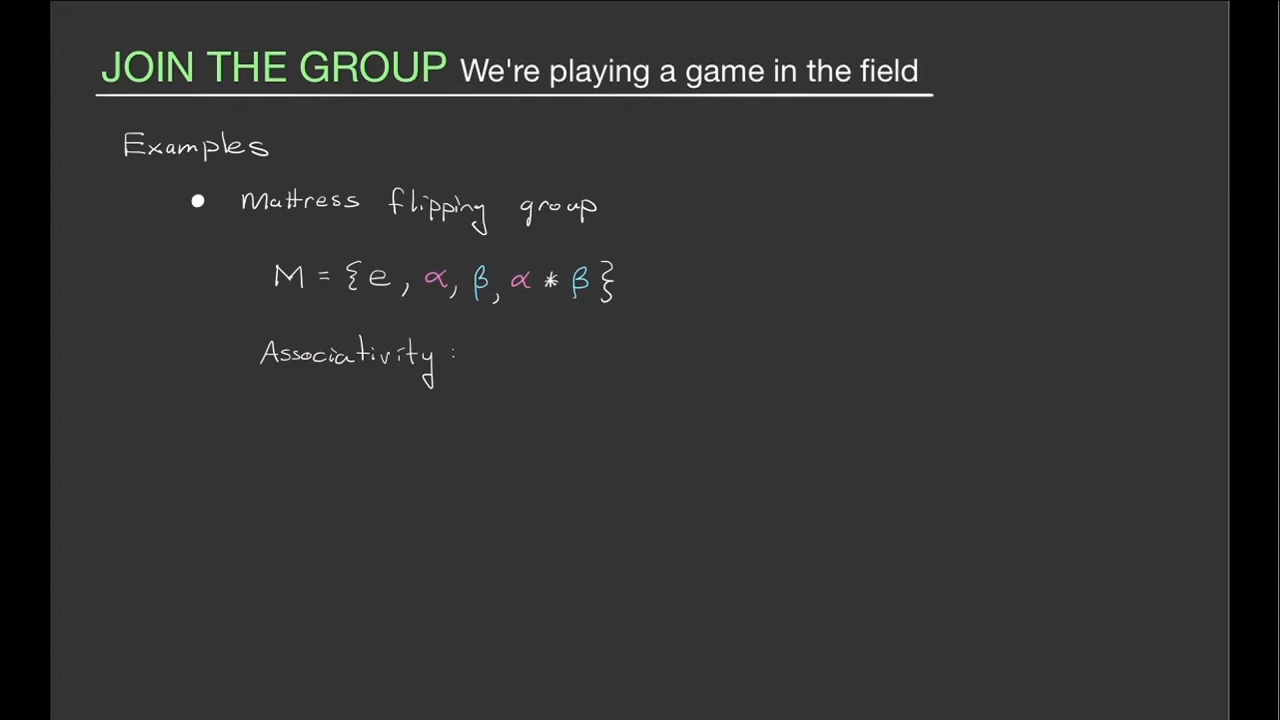 JOIN THE GROUP We're playing a game in the field
Examples
• Mattress flipping group
M = {e, α, β, α * β}
Associativity :